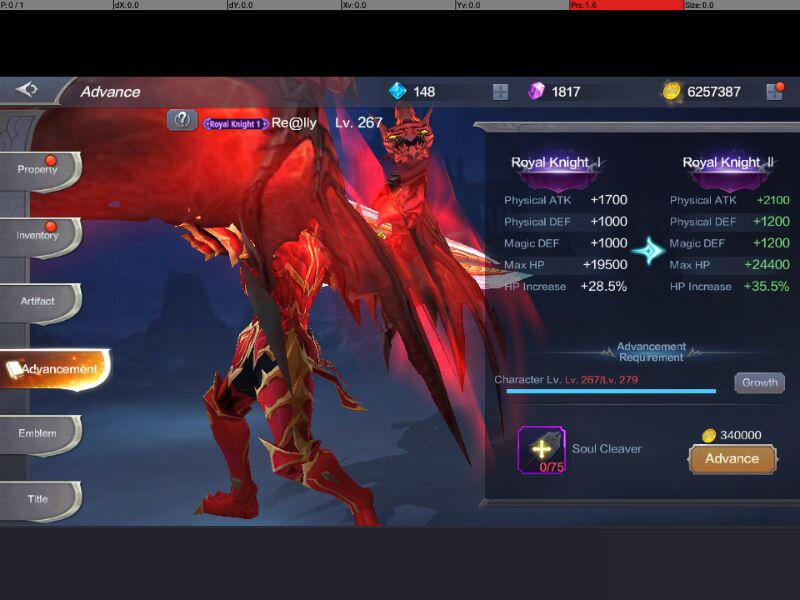 P: 0 / 1 dX: 0.0 dY: 0.0 Xv: 0.0 Yv: 0.0 Prs: 1.0 Size: 0.0
Advance 148 1817 6257387
? Royal Knight 1 Re@lly Lv. 267
Property
Inventory
Artifact
Advancement
Emblem
Title
Royal Knight I Royal Knight II
Physical ATK +1700 Physical ATK +2100
Physical DEF +1000 Physical DEF +1200
Magic DEF +1000 Magic DEF +1200
Max HP +19500 Max HP +24400
HP Increase +28.5% HP Increase +35.5%
Advancement
Requirement
Character Lv. Lv. 267/Lv. 279
Growth
Soul Cleaver
0/75
340000
Advance